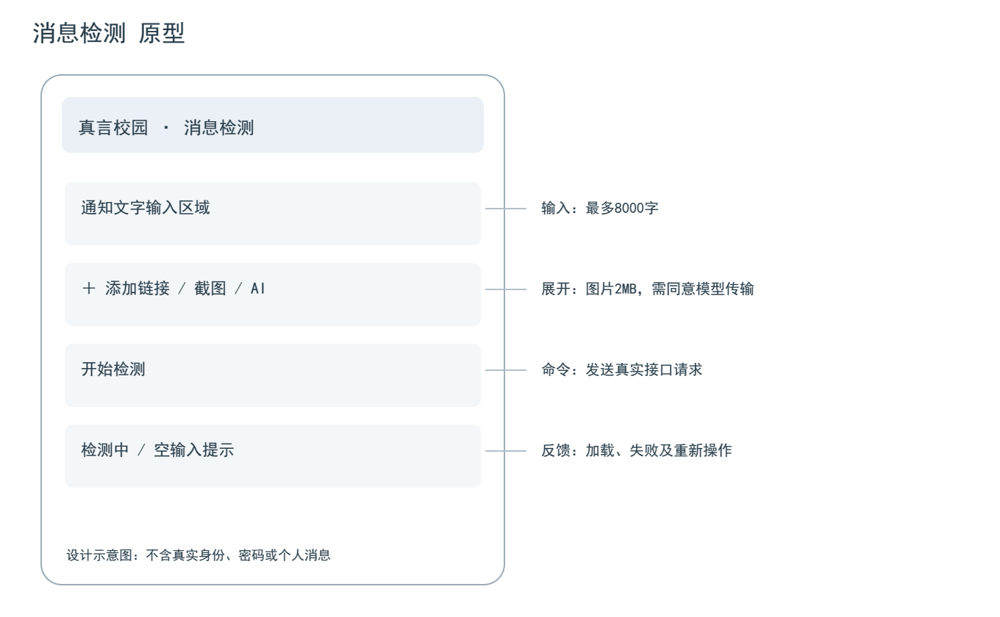 消息检测 原型
真言校园 · 消息检测
通知文字输入区域
输入：最多8000字
＋ 添加链接 / 截图 / AI
展开：图片2MB，需同意模型传输
开始检测
命令：发送真实接口请求
检测中 / 空输入提示
反馈：加载、失败及重新操作
设计示意图：不含真实身份、密码或个人消息